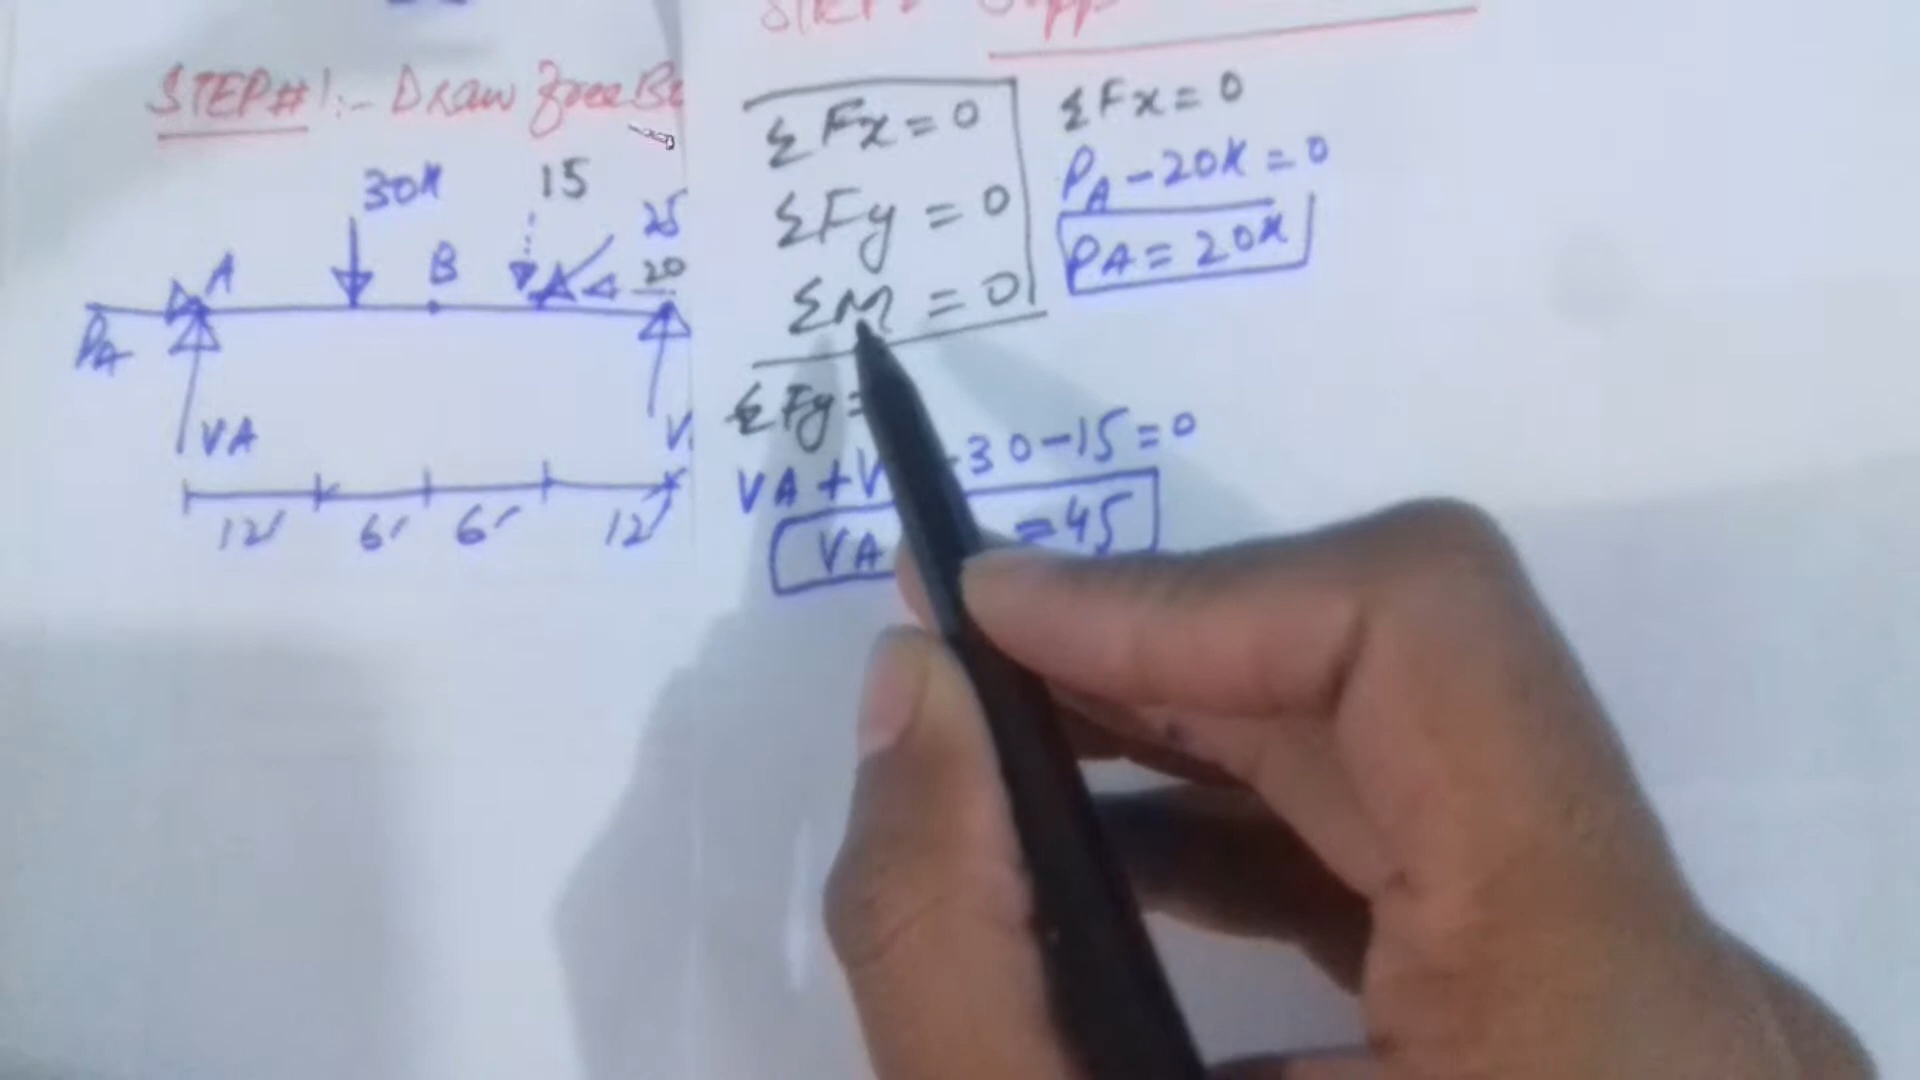 STEP#1:- Draw free
30K
15
25
20
A
B
PA
VA
12' 6' 6' 12'
ΣFx = 0
ΣFy = 0
ΣM = 0
ΣFx = 0
PA - 20K = 0
PA = 20K
ΣFy =
VA + V -30-15=0
VA =45